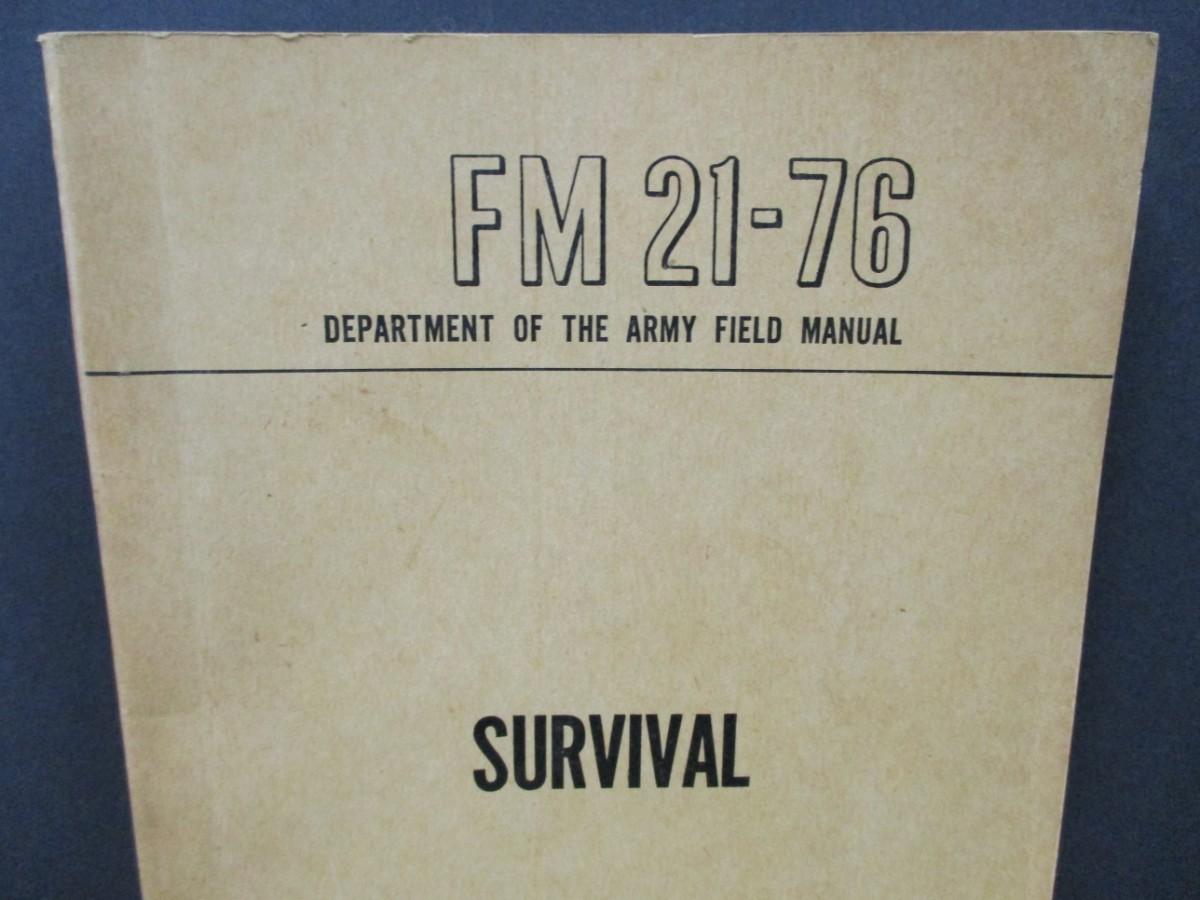 FM 21-76
DEPARTMENT OF THE ARMY FIELD MANUAL
SURVIVAL